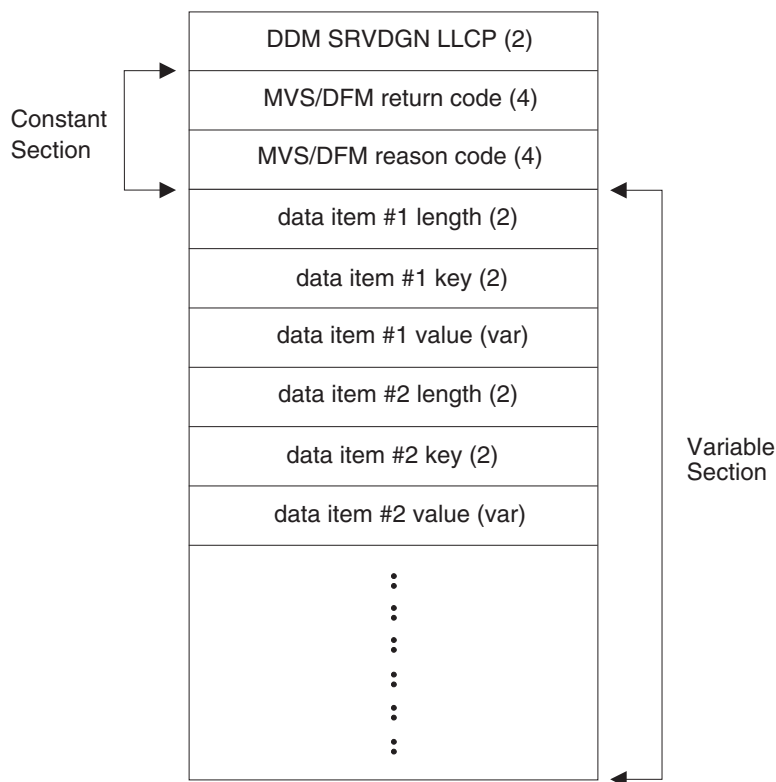 DDM SRVDGN LLCP (2)
Constant
Section
MVS/DFM return code (4)
MVS/DFM reason code (4)
data item #1 length (2)
data item #1 key (2)
data item #1 value (var)
data item #2 length (2)
data item #2 key (2)
data item #2 value (var)
Variable
Section